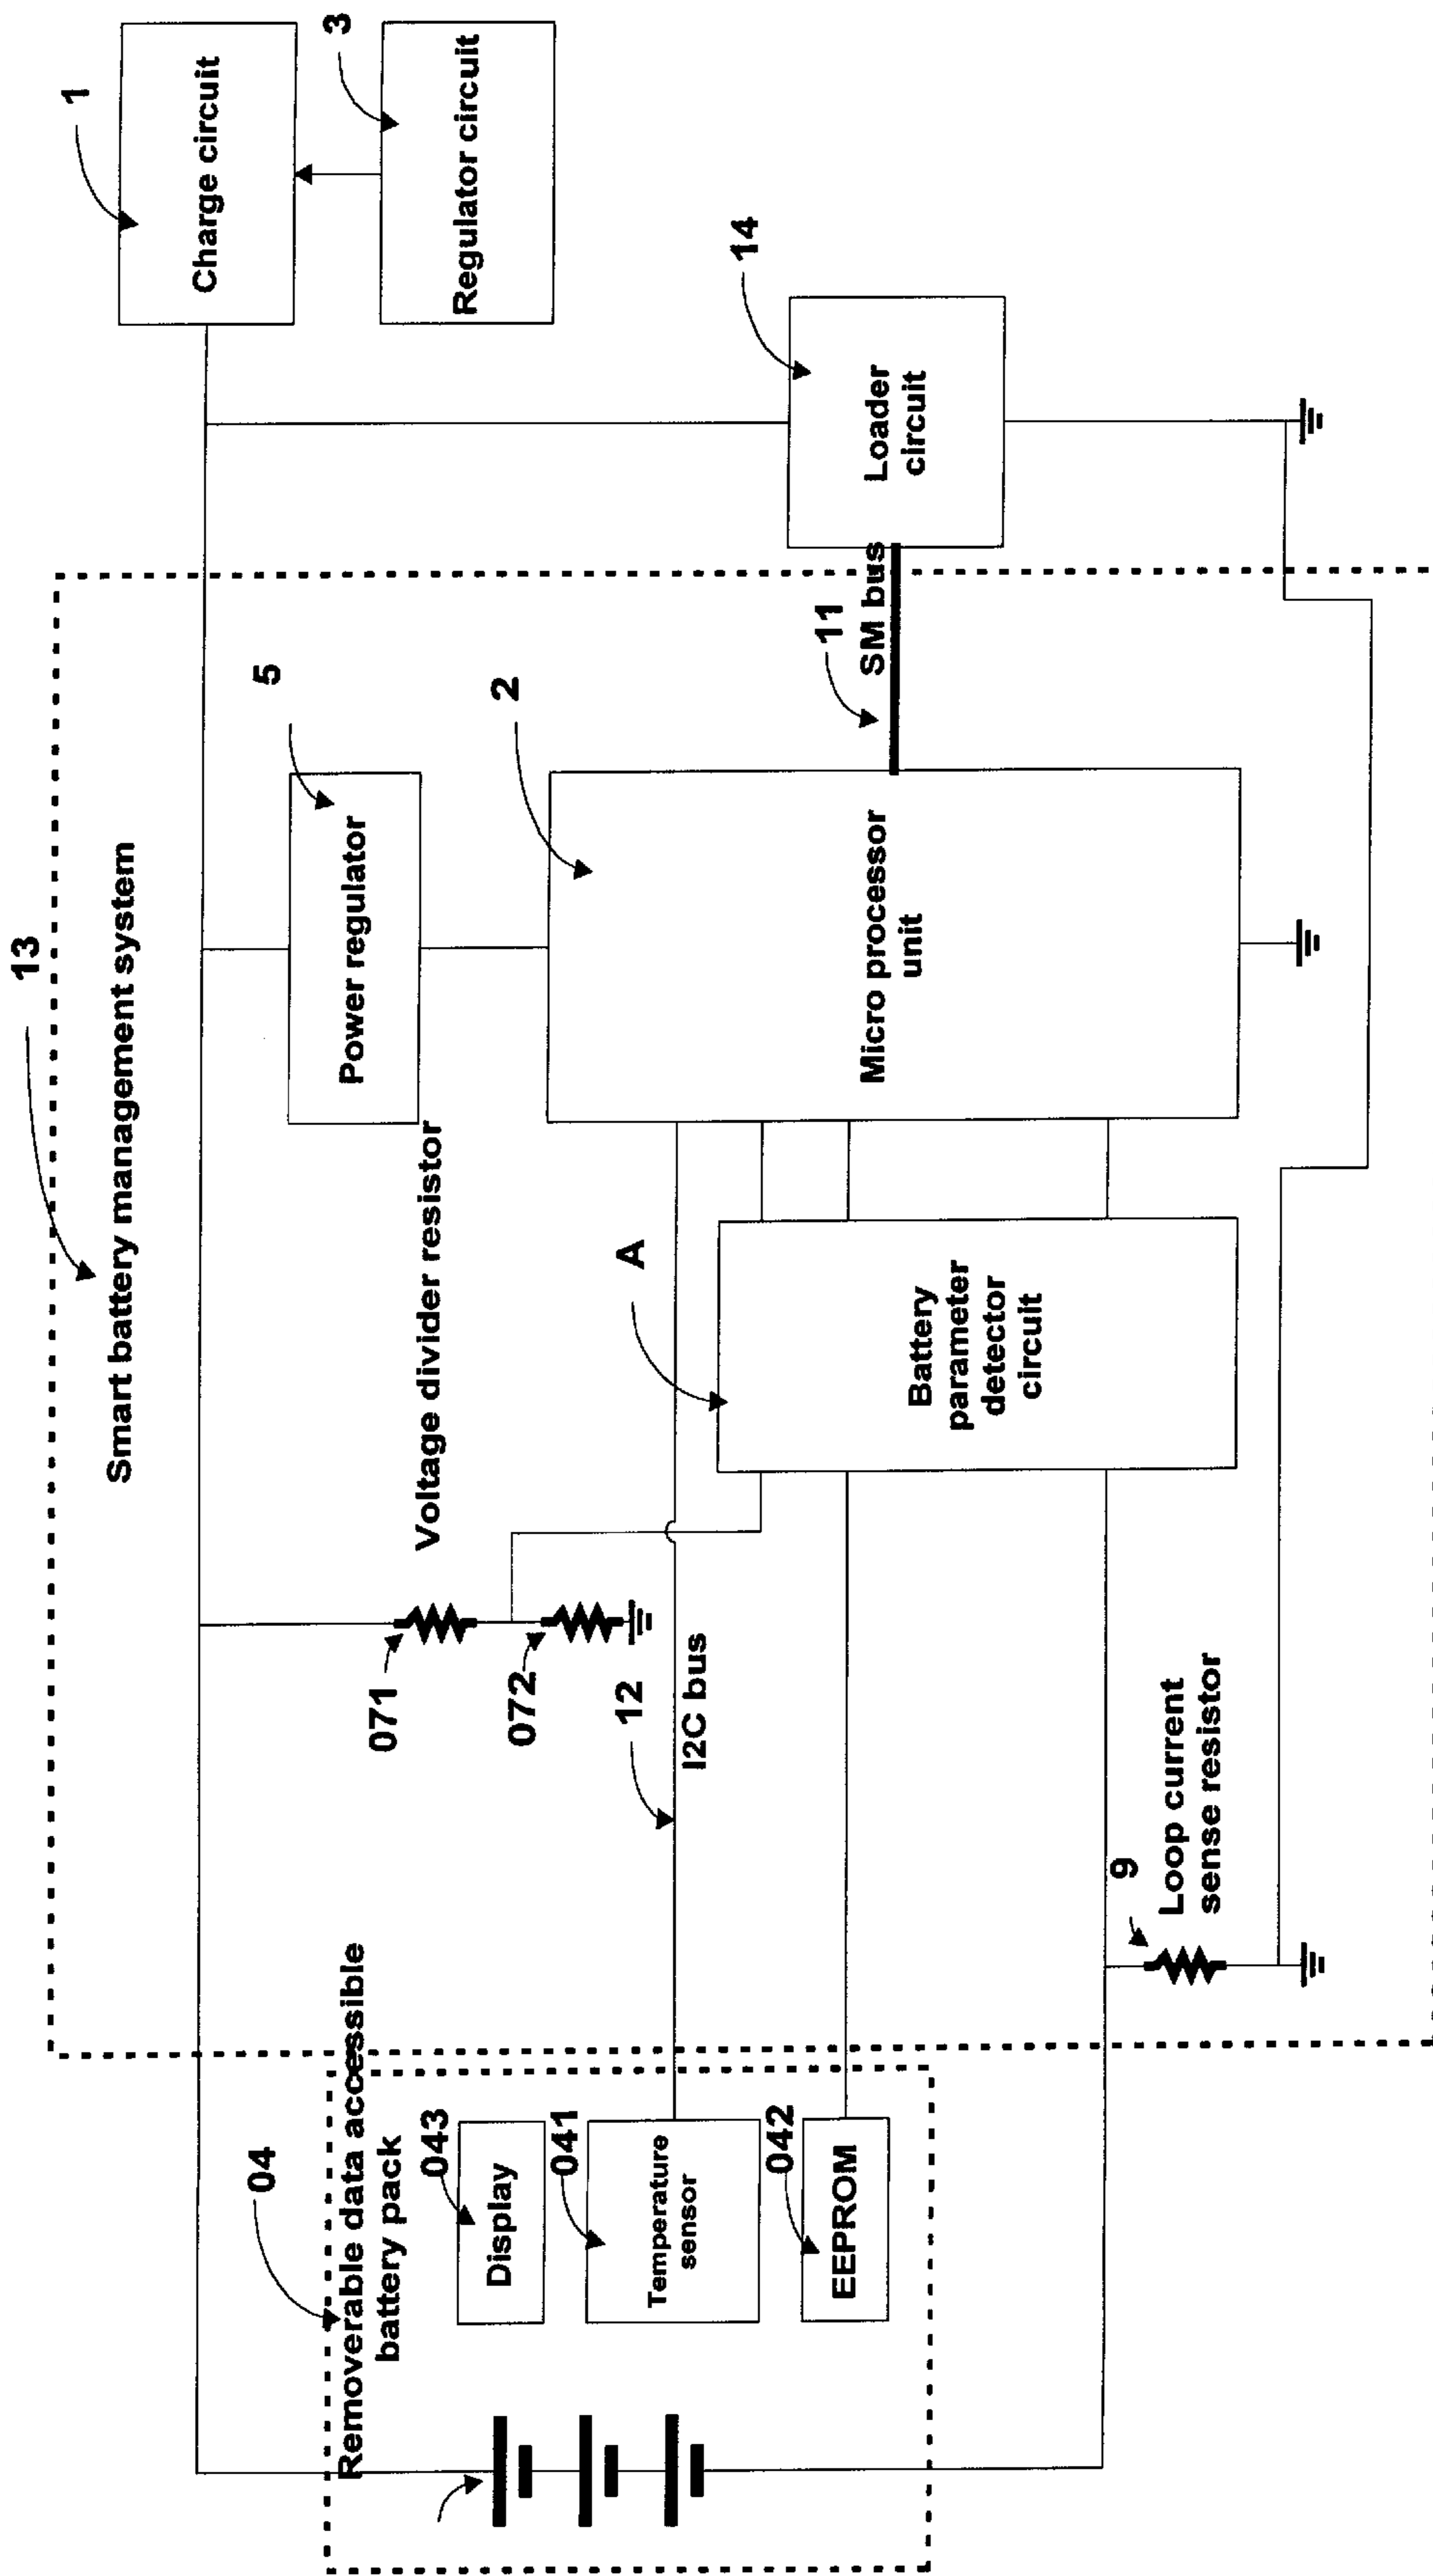 13
Smart battery management system
1
Charge circuit
3
Regulator circuit
04
Removerable data accessible
battery pack
043
Display
041
Temperature
sensor
042
EEPROM
071
072
Voltage divider resistor
12
I2C bus
5
Power regulator
2
Micro processor
unit
A
Battery
parameter
detector
circuit
11
SM bus
14
Loader
circuit
9
Loop current
sense resistor